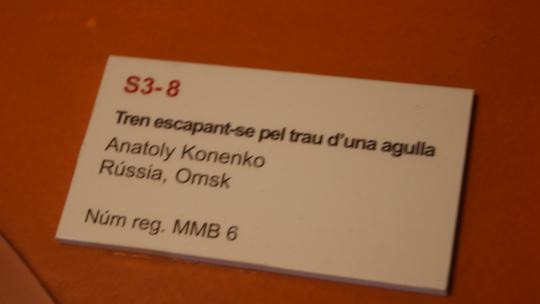 S3-8
Tren escapant-se pel trau d'una agulla
Anatoly Konenko
Rússia, Omsk
Núm reg. MMB 6